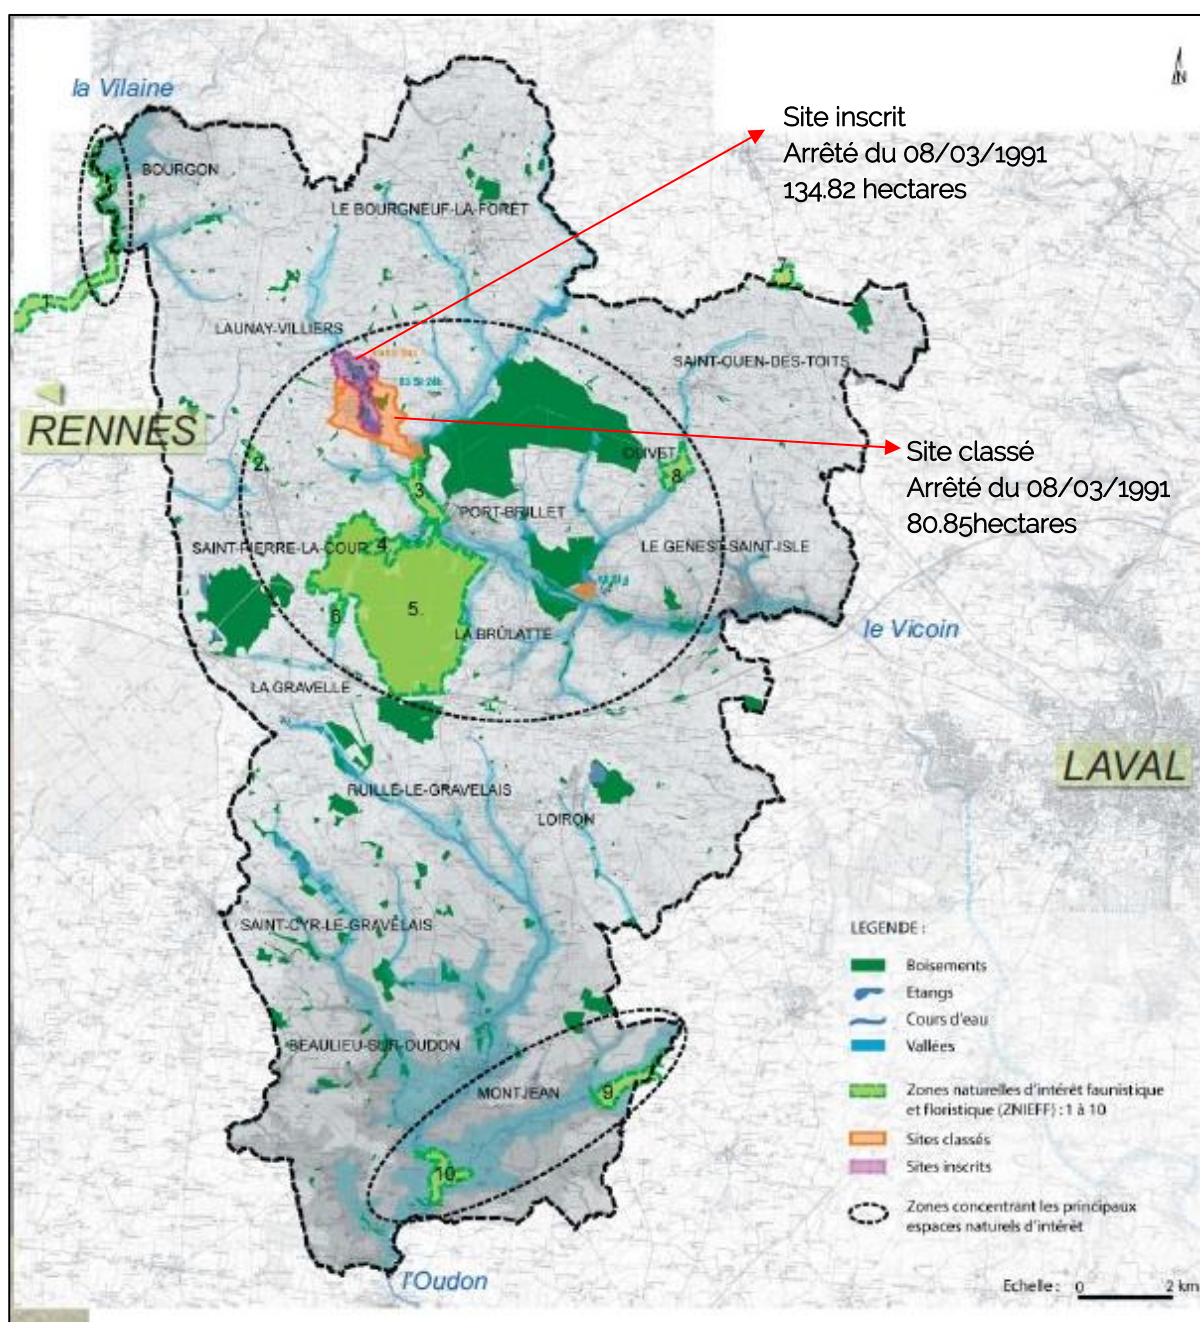 la Vilaine
N
Site inscrit
Arrêté du 08/03/1991
134.82 hectares
BOURGON
LE BOURGNEUF-LA-FORÊT
7
1
LAUNAY-VILLIERS
SAINT-OUEN-DES-TOITS
RENNES
Site classé
Arrêté du 08/03/1991
80.85hectares
OLIVET
2.
3
8
PORT-BRILLET
SAINT-PIERRE-LA-COUR
4
LE GENEST-SAINT-ISLE
5.
6
LA BRÛLATTE
le Vicoin
LA GRAVELLE
LAVAL
RUILLE-LE-GRAVELAIS
LOIRON
SAINT-CYR-LE-GRAVELAIS
LEGENDE :
Boisements
Etangs
Cours d'eau
Vallées
BEAULIEU-SUR-OUDON
MONTJEAN
9
Zones naturelles d'intérêt faunistique
et floristique (ZNIEFF) : 1 à 10
Sites classés
Sites inscrits
10
Zones concentrant les principaux
espaces naturels d'intérêt
l'Oudon
Echelle : 0 2 km